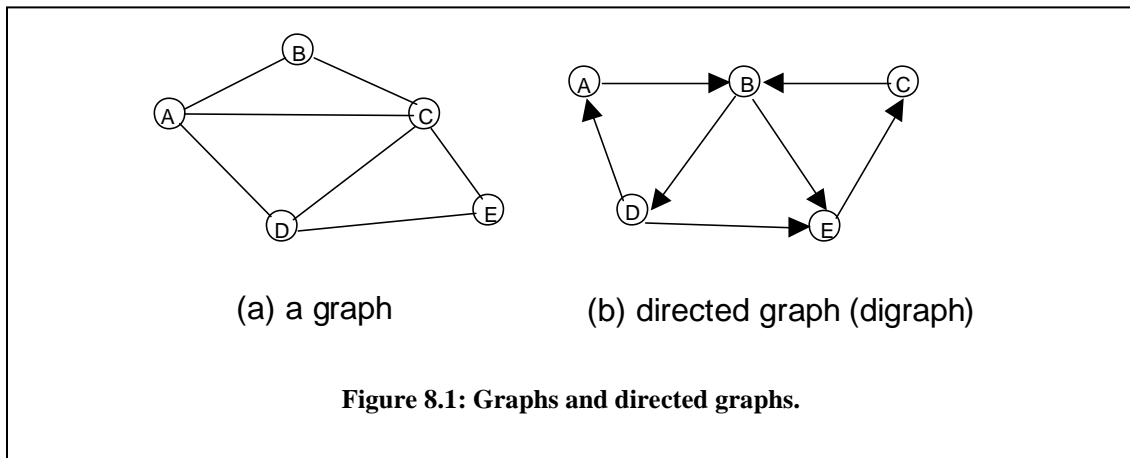 B
A
C
D
E
A
B
C
D
E
(a) a graph
(b) directed graph (digraph)
Figure 8.1: Graphs and directed graphs.